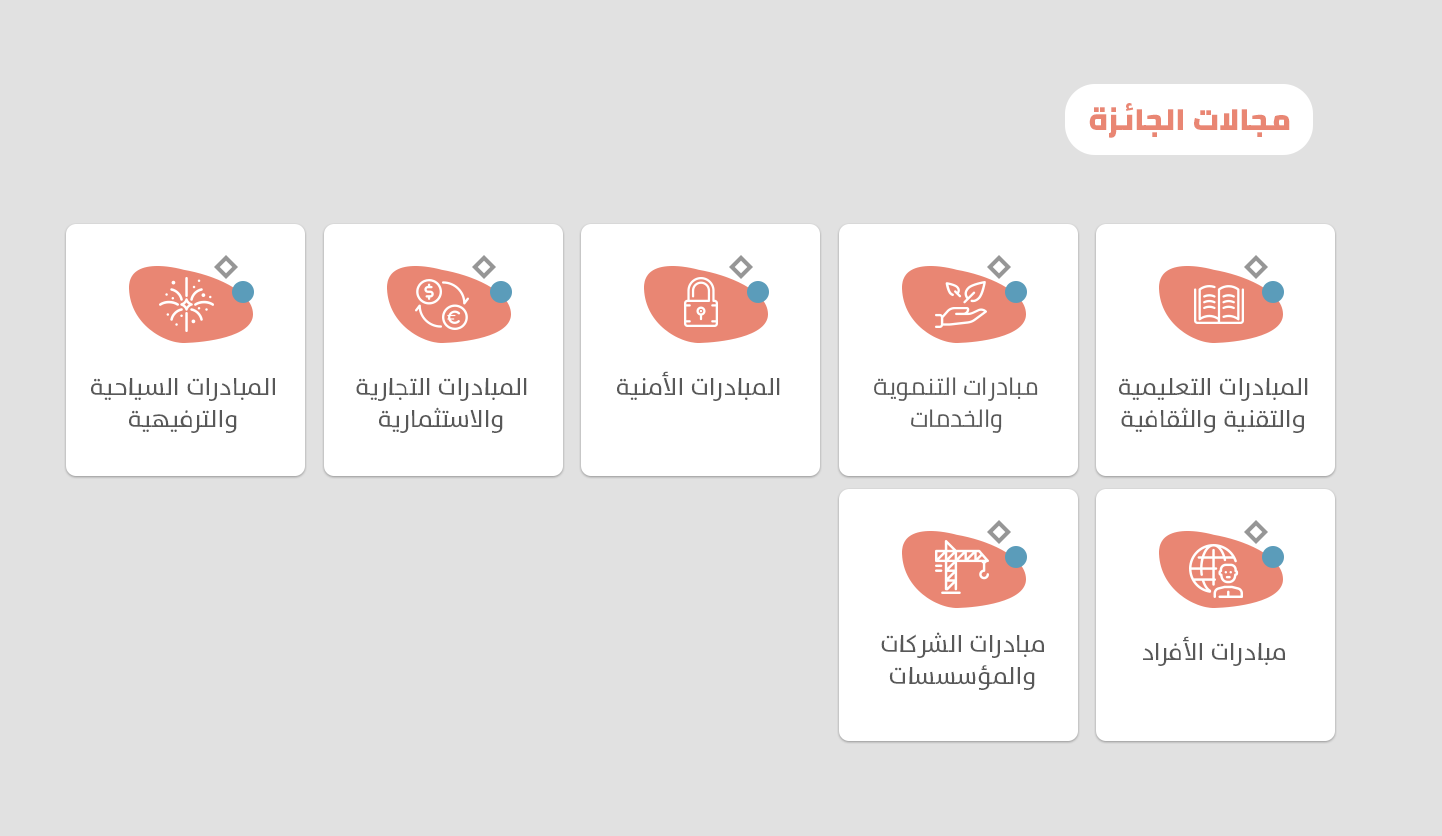 مجالات الجائزة
المبادرات التعليمية
والتقنية والثقافية
مبادرات التنموية
والخدمات
المبادرات الأمنية
المبادرات التجارية
والاستثمارية
المبادرات السياحية
والترفيهية
مبادرات الأفراد
مبادرات الشركات
والمؤسسسات